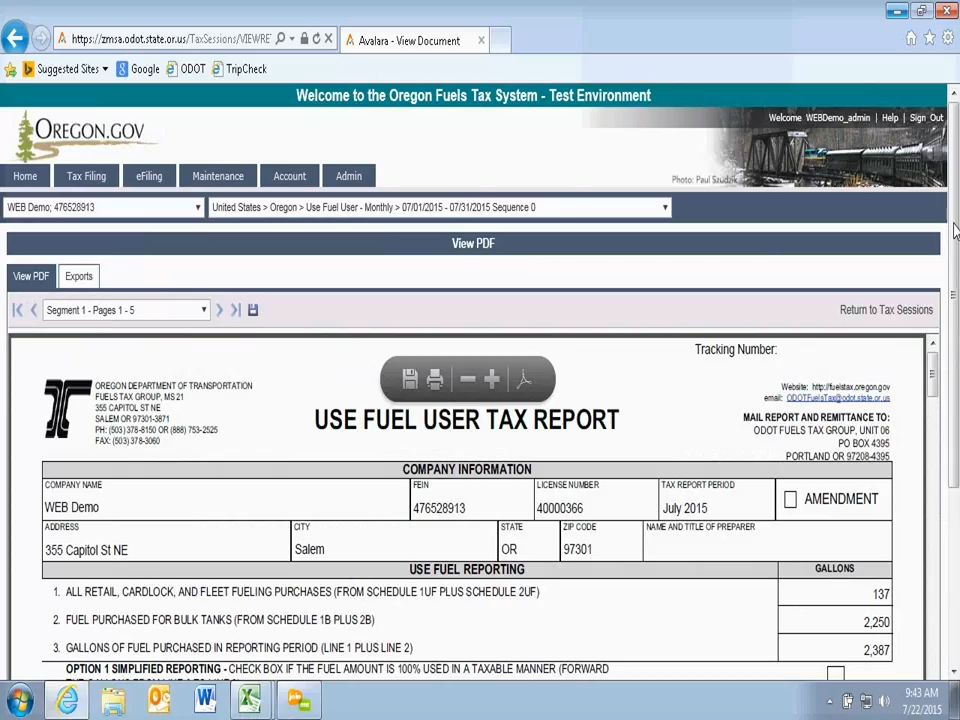 https://zmsa.odot.state.or.us/TaxSessions/VIEWRE
Avalara - View Document
Suggested Sites
Google
ODOT
TripCheck
Welcome to the Oregon Fuels Tax System - Test Environment
OREGON.GOV
Welcome WEBDemo_admin | Help | Sign Out
Home
Tax Filing
eFiling
Maintenance
Account
Admin
Photo: Paul Szudzik
WEB Demo; 476528913
United States > Oregon > Use Fuel User - Monthly > 07/01/2015 - 07/31/2015 Sequence 0
View PDF
View PDF
Exports
Segment 1 - Pages 1 - 5
Return to Tax Sessions
Tracking Number:
OREGON DEPARTMENT OF TRANSPORTATION
FUELS TAX GROUP, MS 21
355 CAPITOL ST NE
SALEM OR 97301-3871
PH: (503) 378-8150 OR (888) 753-2525
FAX: (503) 378-3060
USE FUEL USER TAX REPORT
Website: http://fuelstax.oregon.gov
email: ODOTFuelsTax@odot.state.or.us
MAIL REPORT AND REMITTANCE TO:
ODOT FUELS TAX GROUP, UNIT 06
PO BOX 4395
PORTLAND OR 97208-4395
COMPANY INFORMATION
COMPANY NAME
FEIN
LICENSE NUMBER
TAX REPORT PERIOD
WEB Demo
476528913
40000366
July 2015
AMENDMENT
ADDRESS
CITY
STATE
ZIP CODE
NAME AND TITLE OF PREPARER
355 Capitol St NE
Salem
OR
97301
USE FUEL REPORTING
GALLONS
1. ALL RETAIL, CARDLOCK, AND FLEET FUELING PURCHASES (FROM SCHEDULE 1UF PLUS SCHEDULE 2UF)
137
2. FUEL PURCHASED FOR BULK TANKS (FROM SCHEDULE 1B PLUS 2B)
2,250
3. GALLONS OF FUEL PURCHASED IN REPORTING PERIOD (LINE 1 PLUS LINE 2)
2,387
OPTION 1 SIMPLIFIED REPORTING - CHECK BOX IF THE FUEL AMOUNT IS 100% USED IN A TAXABLE MANNER (FORWARD
9:43 AM
7/22/2015